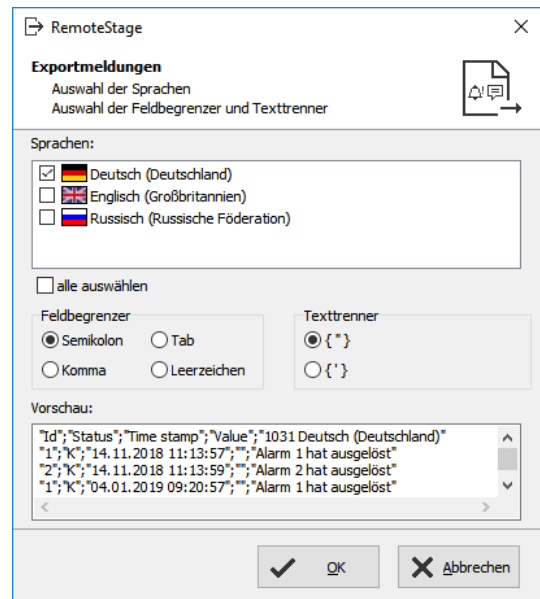 RemoteStage
Exportmeldungen
Auswahl der Sprachen
Auswahl der Feldbegrenzer und Texttrenner
Sprachen:
Deutsch (Deutschland)
Englisch (Großbritannien)
Russisch (Russische Föderation)
alle auswählen
Feldbegrenzer
Semikolon
Tab
Komma
Leerzeichen
Texttrenner
{"}
{'}
Vorschau:
"Id";"Status";"Time stamp";"Value";"1031 Deutsch (Deutschland)"
"1";"K";"14.11.2018 11:13:57";"";"Alarm 1 hat ausgelöst"
"2";"K";"14.11.2018 11:13:59";"";"Alarm 2 hat ausgelöst"
"1";"K";"04.01.2019 09:20:57";"";"Alarm 1 hat ausgelöst"
OK
Abbrechen